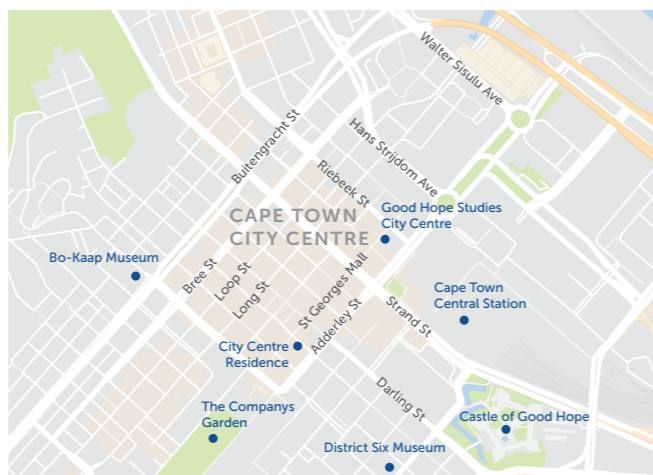 Walter Sisulu Ave
Buitengracht St
Hans Strijdom Ave
Riebeek St
CAPE TOWN
CITY CENTRE
Good Hope Studies
City Centre
Bo-Kaap Museum
Bree St
Loop St
Long St
St Georges Mall
Adderley St
Strand St
Cape Town
Central Station
City Centre
Residence
Darling St
The Companys
Garden
Castle of Good Hope
District Six Museum